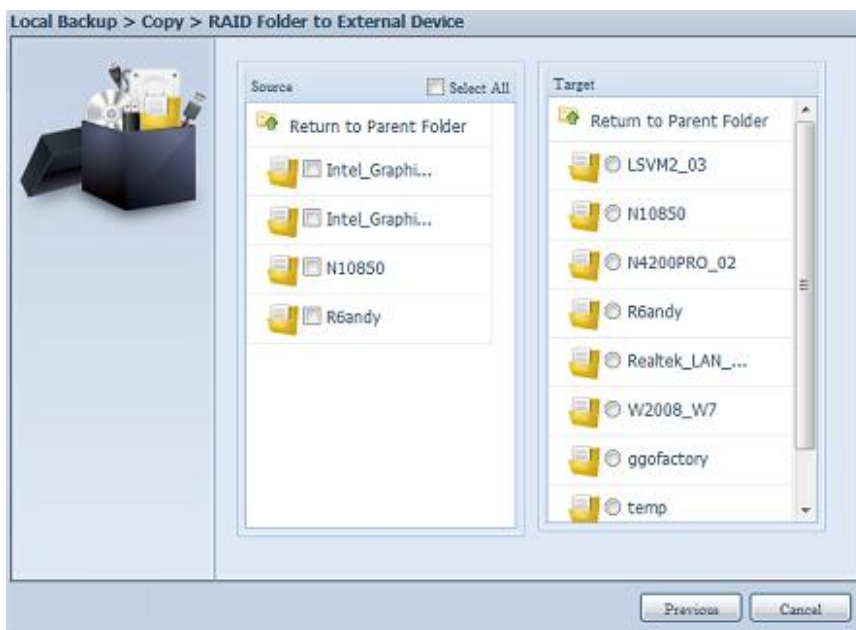 Local Backup > Copy > RAID Folder to External Device
Source
Select All
Return to Parent Folder
Intel_Graphi...
Intel_Graphi...
N10850
R6andy
Target
Return to Parent Folder
LSVM2_03
N10850
N4200PRO_02
R6andy
Realtek_LAN_...
W2008_W7
ggofactory
temp
Previous
Cancel